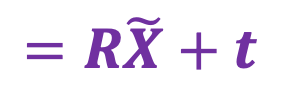 = RX̃ + t